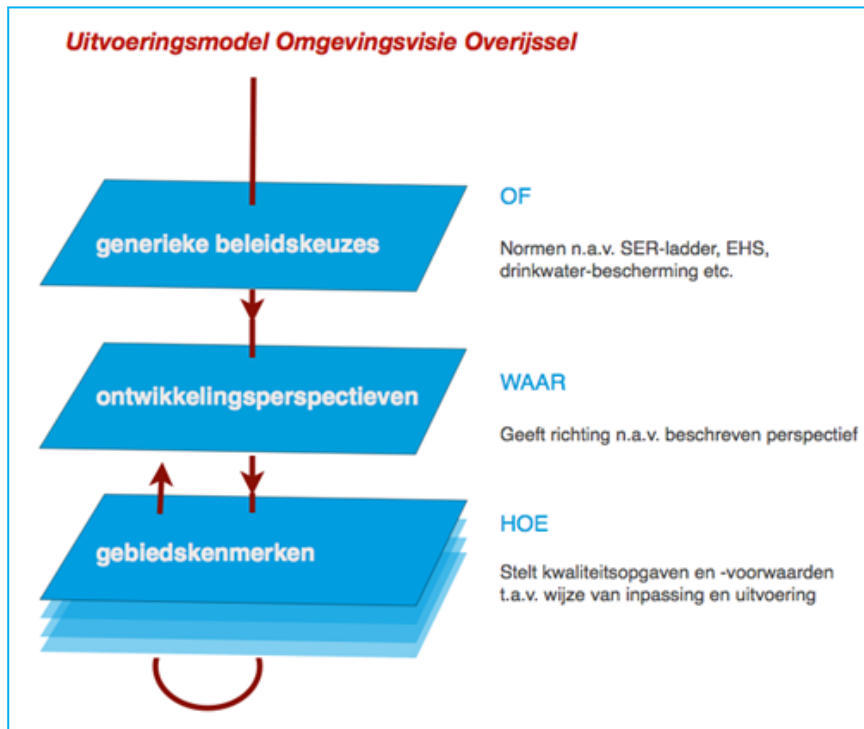 Uitvoeringsmodel Omgevingsvisie Overijssel
generieke beleidskeuzes
OF
Normen n.a.v. SER-ladder, EHS,
drinkwater-bescherming etc.
ontwikkelingsperspectieven
WAAR
Geeft richting n.a.v. beschreven perspectief
gebiedskenmerken
HOE
Stelt kwaliteitsopgaven en -voorwaarden
t.a.v. wijze van inpassing en uitvoering